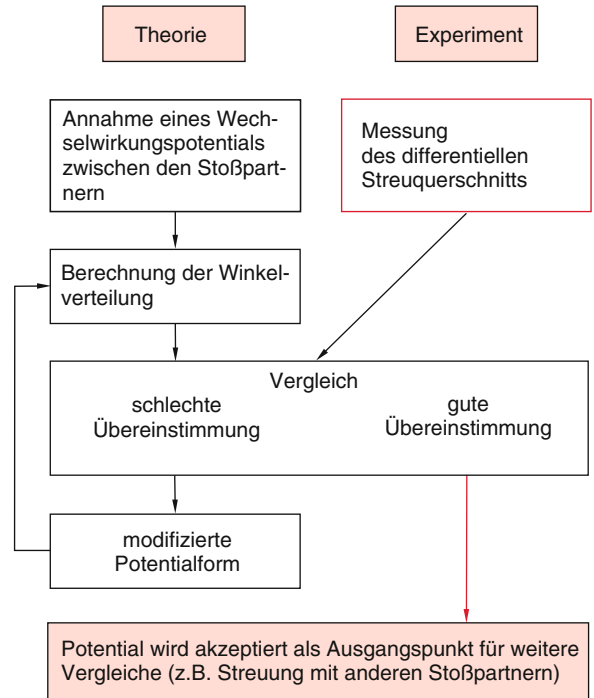 Theorie
Experiment
Annahme eines Wech-
selwirkungspotentials
zwischen den Stoßpart-
nern
Messung
des differentiellen
Streuquerschnitts
Berechnung der Winkel-
verteilung
Vergleich
schlechte
Übereinstimmung
gute
Übereinstimmung
modifizierte
Potentialform
Potential wird akzeptiert als Ausgangspunkt für weitere
Vergleiche (z.B. Streuung mit anderen Stoßpartnern)